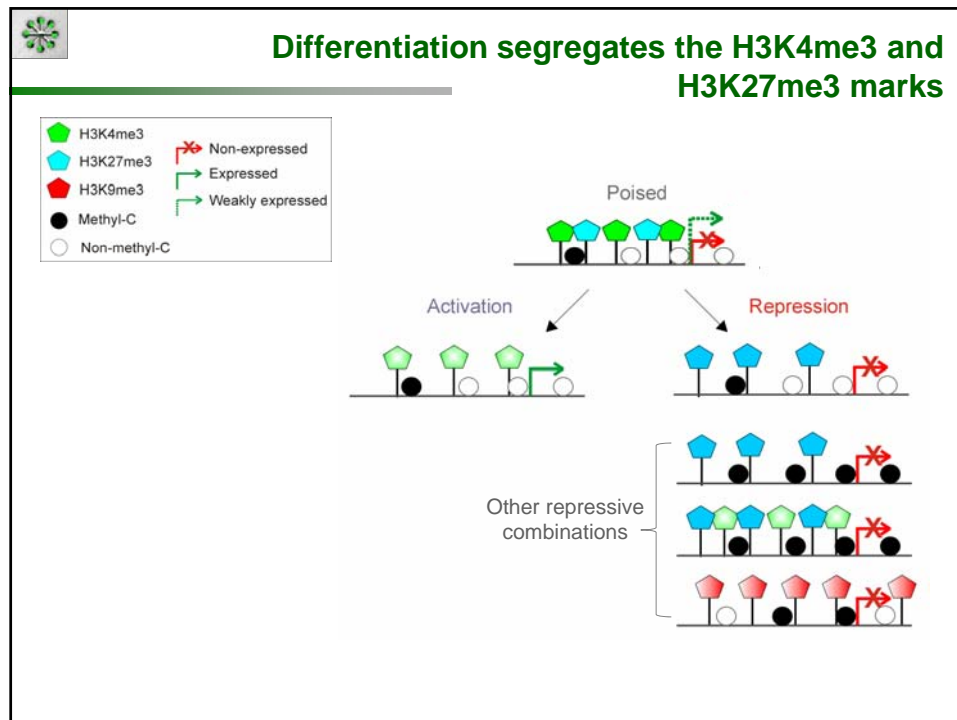 Differentiation segregates the H3K4me3 and
H3K27me3 marks
H3K4me3
H3K27me3
H3K9me3
Methyl-C
Non-methyl-C
Non-expressed
Expressed
Weakly expressed
Poised
Activation
Repression
Other repressive
combinations